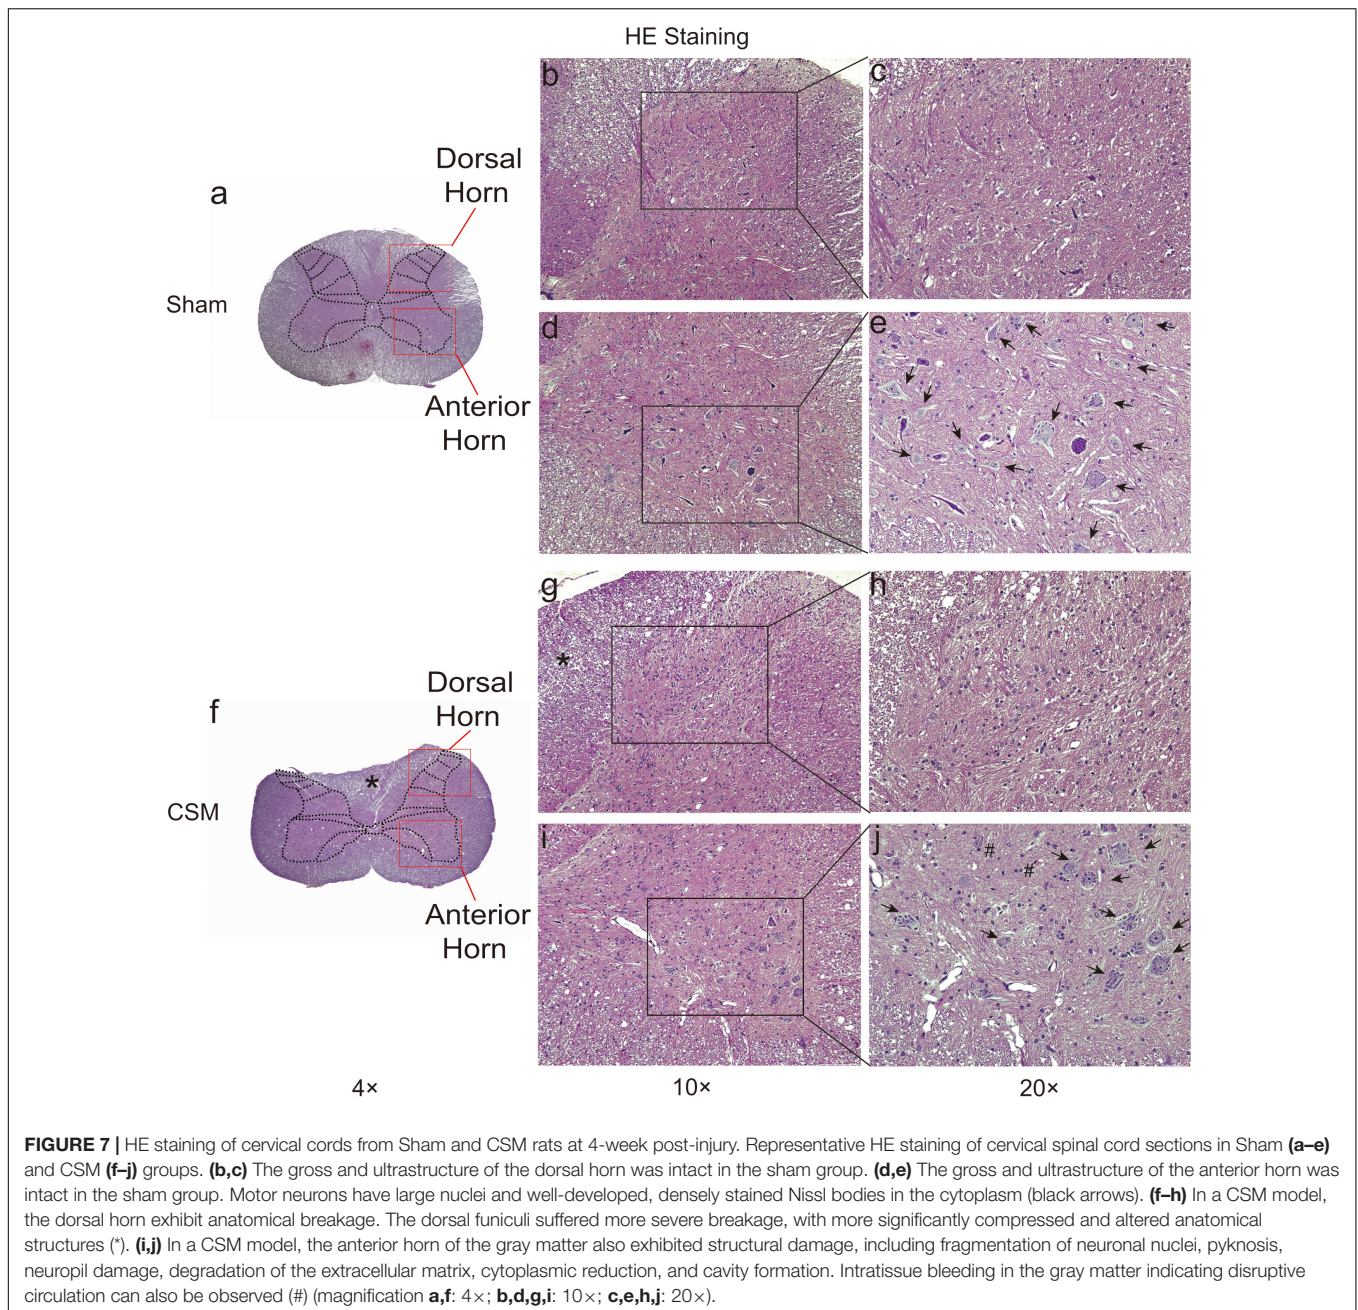 HE Staining
b
c
Dorsal
Horn
a
Sham
d
e
Anterior
Horn
g
h
*
Dorsal
Horn
f
*
CSM
i
j
#
#
Anterior
Horn
4×
10×
20×
FIGURE 7 | HE staining of cervical cords from Sham and CSM rats at 4-week post-injury. Representative HE staining of cervical spinal cord sections in Sham (a–e)
and CSM (f–j) groups. (b,c) The gross and ultrastructure of the dorsal horn was intact in the sham group. (d,e) The gross and ultrastructure of the anterior horn was
intact in the sham group. Motor neurons have large nuclei and well-developed, densely stained Nissl bodies in the cytoplasm (black arrows). (f–h) In a CSM model,
the dorsal horn exhibit anatomical breakage. The dorsal funiculi suffered more severe breakage, with more significantly compressed and altered anatomical
structures (*). (i,j) In a CSM model, the anterior horn of the gray matter also exhibited structural damage, including fragmentation of neuronal nuclei, pyknosis,
neuropil damage, degradation of the extracellular matrix, cytoplasmic reduction, and cavity formation. Intratissue bleeding in the gray matter indicating disruptive
circulation can also be observed (#) (magnification a,f: 4×; b,d,g,i: 10×; c,e,h,j: 20×).